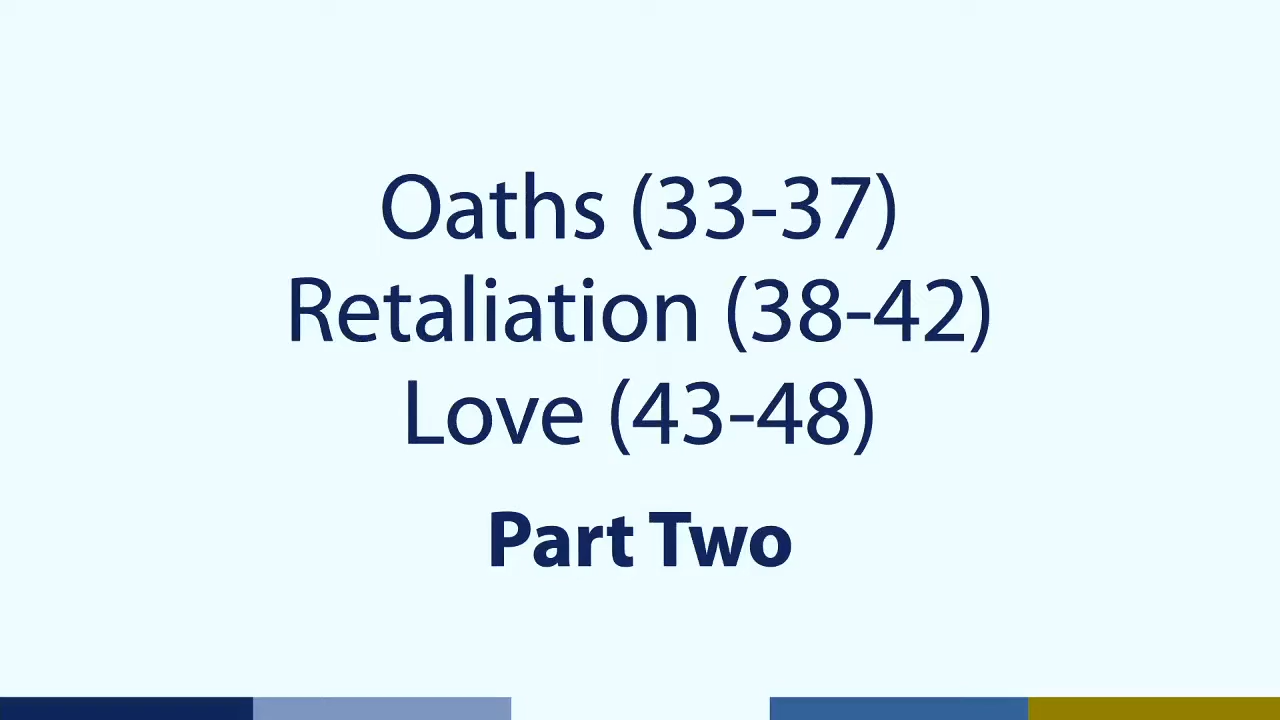 Oaths (33-37)
Retaliation (38-42)
Love (43-48)
Part Two